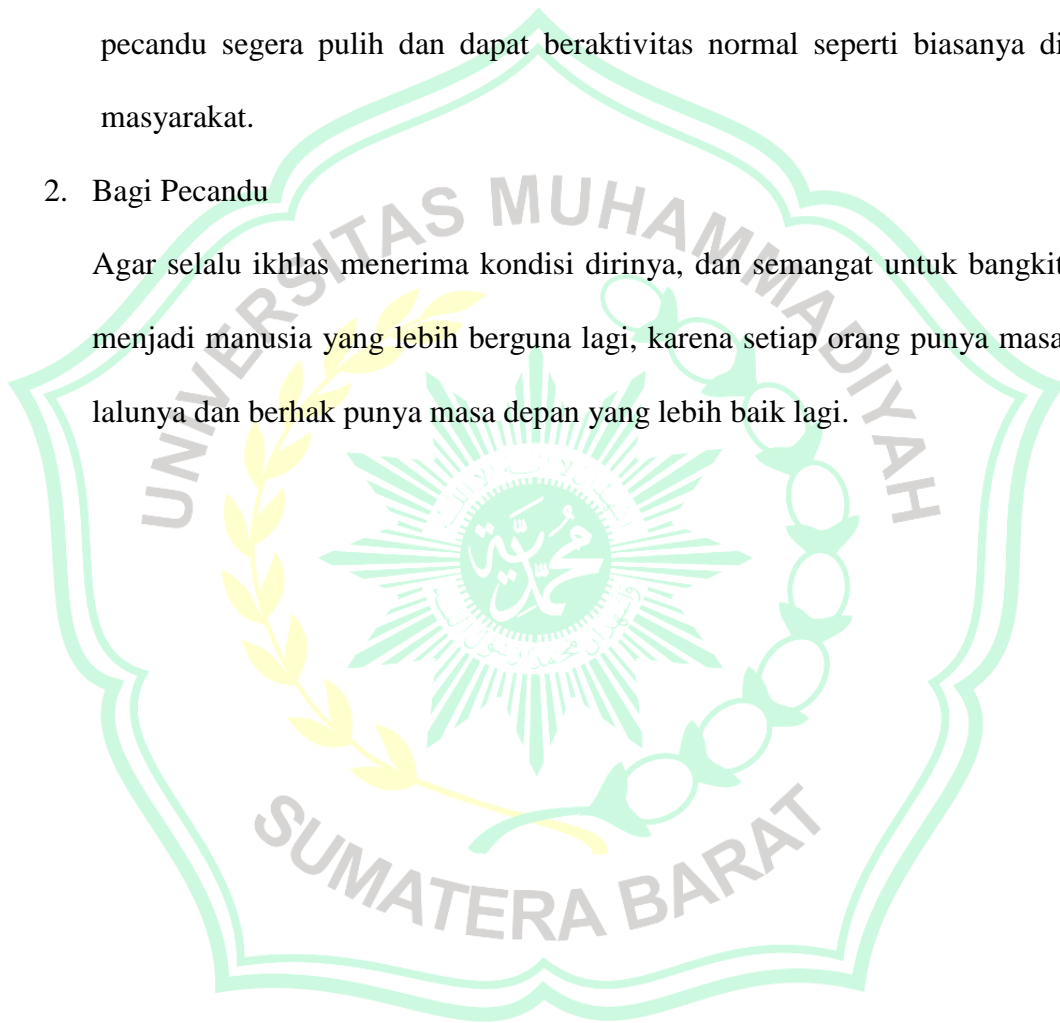 pecandu segera pulih dan dapat beraktivitas normal seperti biasanya di
masyarakat.
2. Bagi Pecandu
Agar selalu ikhlas menerima kondisi dirinya, dan semangat untuk bangkit
menjadi manusia yang lebih berguna lagi, karena setiap orang punya masa
lalunya dan berhak punya masa depan yang lebih baik lagi.
UNIVERSITAS MUHAMMADIYAH
محمدية
SUMATERA BARAT